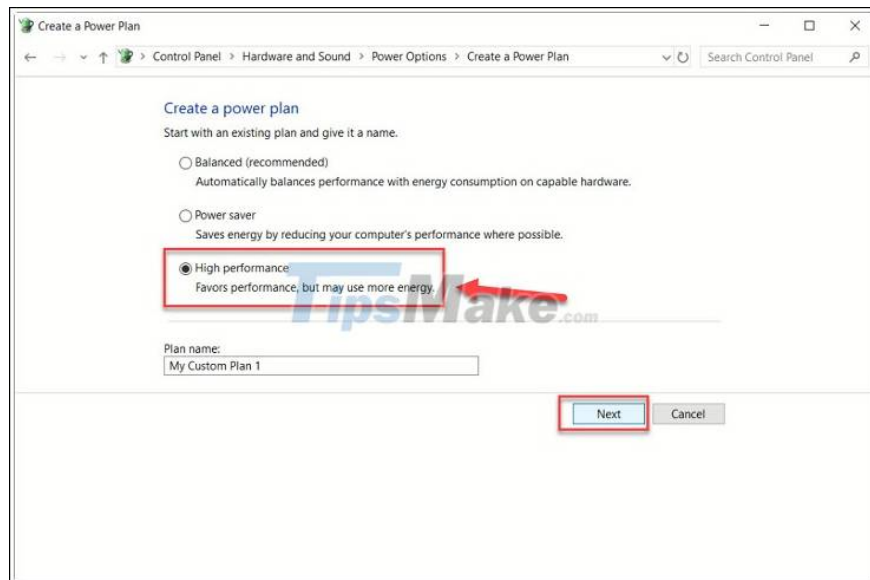 Create a Power Plan
Control Panel > Hardware and Sound > Power Options > Create a Power Plan
Search Control Panel
Create a power plan
Start with an existing plan and give it a name.
Balanced (recommended)
Automatically balances performance with energy consumption on capable hardware.
Power saver
Saves energy by reducing your computer's performance where possible.
High performance
Favors performance, but may use more energy.
TipsMake.com
Plan name:
My Custom Plan 1
Next
Cancel